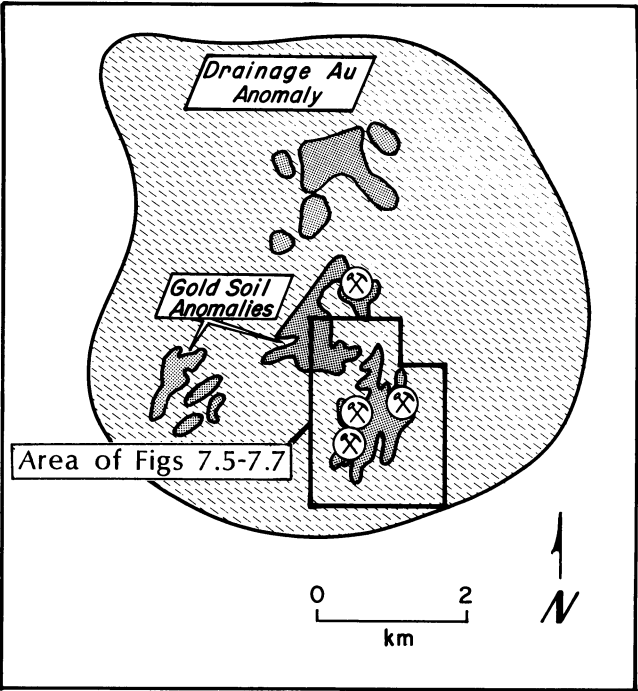 Drainage Au
Anomaly
Gold Soil
Anomalies
Area of Figs 7.5-7.7
0 2
km
N